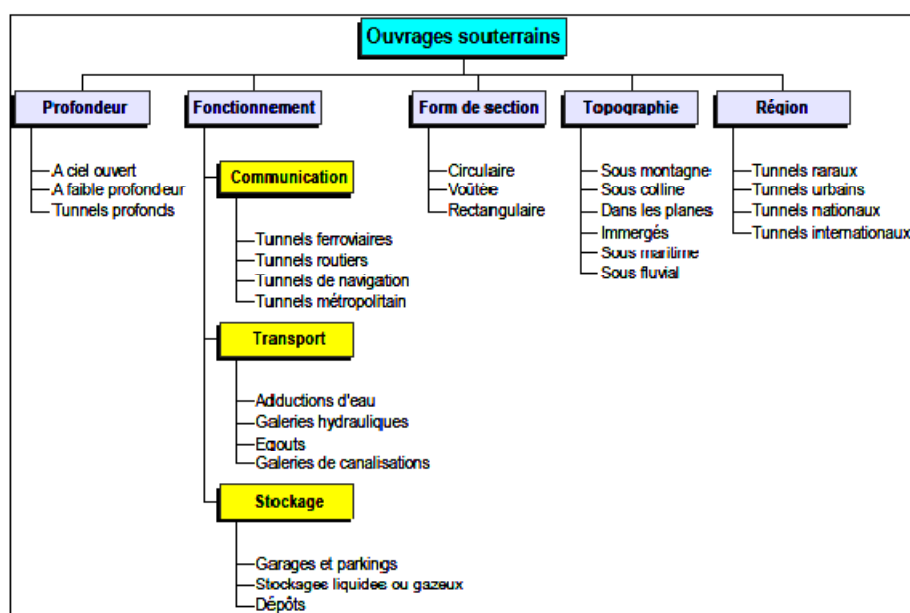 Ouvrages souterrains
Profondeur
A ciel ouvert
A faible profondeur
Tunnels profonds
Fonctionnement
Communication
Tunnels ferroviaires
Tunnels routiers
Tunnels de navigation
Tunnels métropolitain
Transport
Adductions d'eau
Galeries hydrauliques
Egouts
Galeries de canalisations
Stockage
Garages et parkings
Stockages liquides ou gazeux
Dépôts
Form de section
Circulaire
Voûtée
Rectangulaire
Topographie
Sous montagne
Sous colline
Dans les planes
Immergés
Sous maritime
Sous fluvial
Région
Tunnels raraux
Tunnels urbains
Tunnels nationaux
Tunnels internationaux